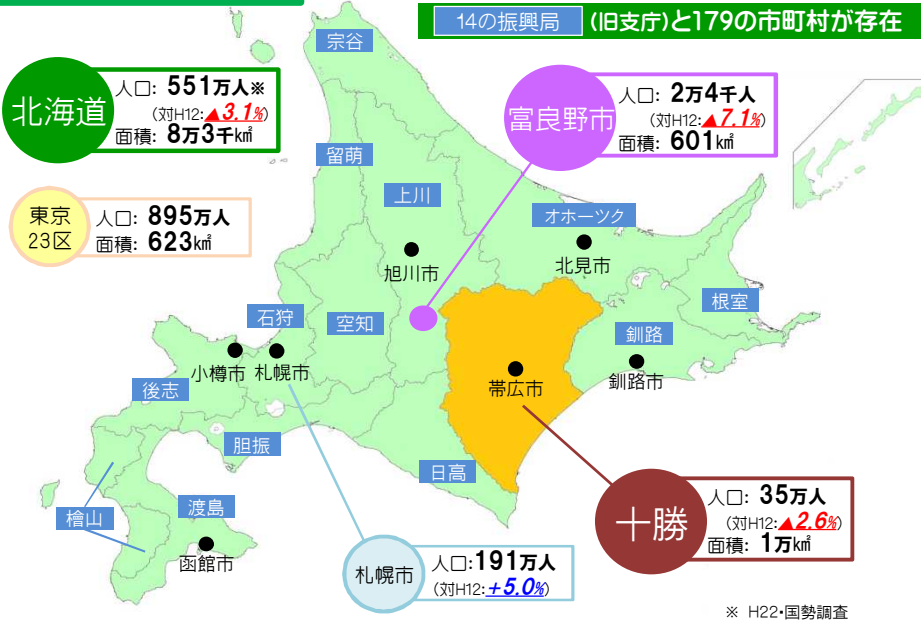 14の振興局 (旧支庁)と179の市町村が存在
宗谷
北海道
人口: 551万人※
(対H12:▲3.1%)
面積: 8万3千k㎡
富良野市
人口: 2万4千人
(対H12:▲7.1%)
面積: 601k㎡
留萌
上川
オホーツク
東京
23区
人口: 895万人
面積: 623k㎡
旭川市
北見市
根室
石狩
空知
釧路
小樽市
札幌市
帯広市
釧路市
後志
胆振
日高
檜山
渡島
函館市
十勝
人口: 35万人
(対H12:▲2.6%)
面積: 1万k㎡
札幌市
人口:191万人
(対H12:+5.0%)
※ H22・国勢調査